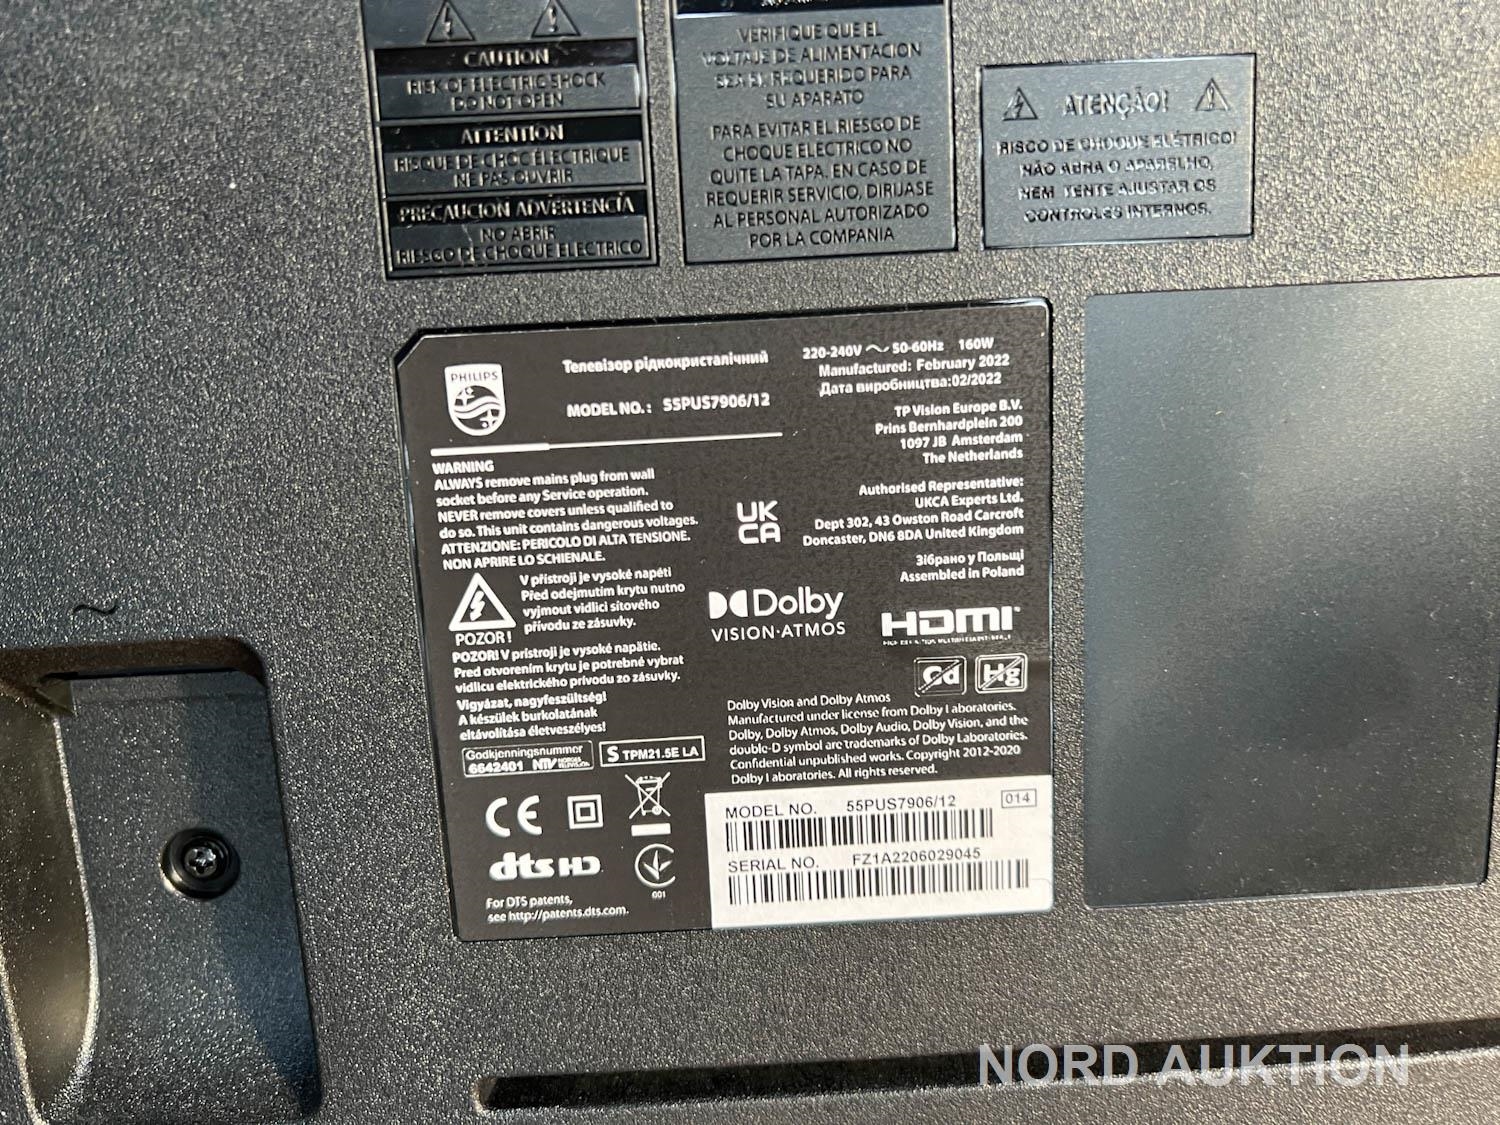 CAUTION
RISK OF ELECTRIC SHOCK
DO NOT OPEN
ATTENTION
RISQUE DE CHOC ÉLECTRIQUE
NE PAS OUVRIR
PRECAUCION ADVERTENCÍA
NO ABRIR
RIESGO DE CHOQUE ELECTRICO
VERIFIQUE QUE EL
VOLTAJE DE ALIMENTACION
SEA EL REQUERIDO PARA
SU APARATO
PARA EVITAR EL RIESGO DE
CHOQUE ELECTRICO NO
QUITE LA TAPA. EN CASO DE
REQUERIR SERVICIO, DIRIJASE
AL PERSONAL AUTORIZADO
POR LA COMPANIA
ATENÇÃO!
RISCO DE CHOQUE ELÉTRICO!
NÃO ABRA O APARELHO,
NEM TENTE AJUSTAR OS
CONTROLES INTERNOS.
PHILIPS
Телевізор рідкокристалічний
MODEL NO.: 55PUS7906/12
220-240V ~ 50-60Hz 160W
Manufactured: February 2022
Дата виробництва:02/2022
TP Vision Europe B.V.
Prins Bernhardplein 200
1097 JB Amsterdam
The Netherlands
WARNING
ALWAYS remove mains plug from wall
socket before any Service operation.
NEVER remove covers unless qualified to
do so. This unit contains dangerous voltages.
ATTENZIONE: PERICOLO DI ALTA TENSIONE.
NON APRIRE LO SCHIENALE.
V přístroji je vysoké napětí
Před odejmutím krytu nutno
vyjmout vidlici síťového
přívodu ze zásuvky.
POZOR!
POZOR! V prístroji je vysoké napätie.
Pred otvorením krytu je potrebné vybrat
vidlicu elektrického prívodu zo zásuvky.
Vigyázat, nagyfeszültség!
A készülek burkolatának
eltávolítása életveszélyes!
Godkjenningsnummer
6642401 NTV NORGES TELEVISION
S TPM21.5E LA
CE
dts HD
001
For DTS patents,
see http://patents.dts.com.
UK
CA
Authorised Representative:
UKCA Experts Ltd.
Dept 302, 43 Owston Road Carcroft
Doncaster, DN6 8DA United Kingdom
Зібрано у Польщі
Assembled in Poland
Dolby
VISION·ATMOS
HDMI
Cd Hg
Dolby Vision and Dolby Atmos
Manufactured under license from Dolby Laboratories.
Dolby, Dolby Atmos, Dolby Audio, Dolby Vision, and the
double-D symbol are trademarks of Dolby Laboratories.
Confidential unpublished works. Copyright 2012-2020
Dolby Laboratories. All rights reserved.
MODEL NO. 55PUS7906/12 014
SERIAL NO. FZ1A2206029045
NORD AUKTION